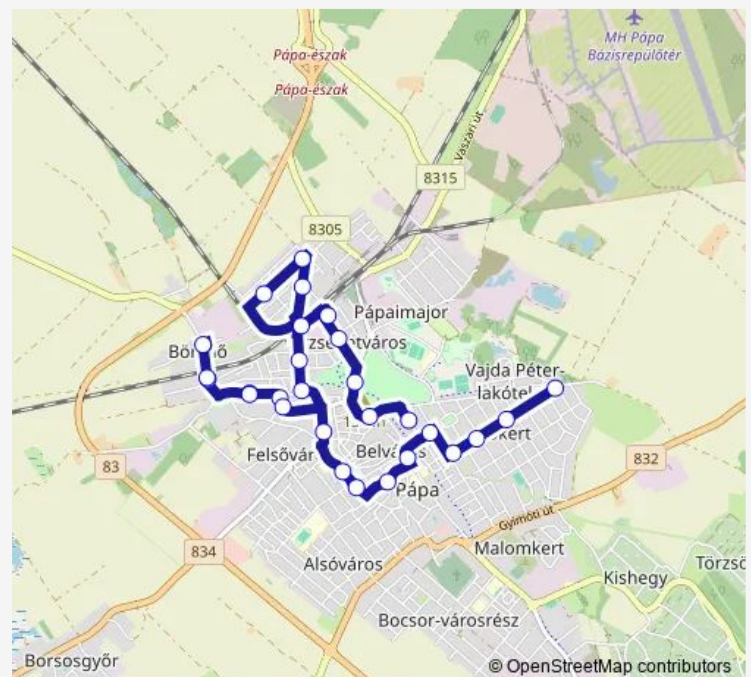 MH Pápa
Bázisrepülőtér
Pápa-észak
Pápa-észak
Vaszari út
8315
8305
Pápaimajor
Vajda Péter-
lakótel
83
Felsővár
Belváros
Pápa
832
Gyimóti út
834
Malomkert
Alsóváros
Kishegy
Bocsor-városrész
Borsosgyőr
© OpenStreetMap contributors